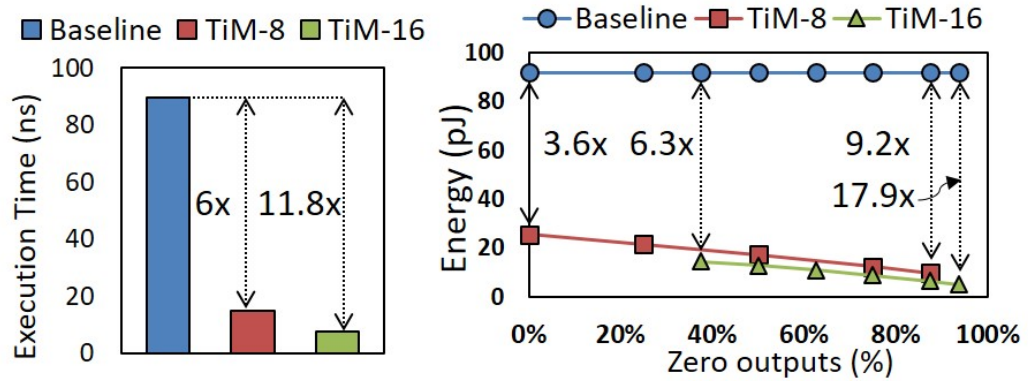 Baseline TiM-8 TiM-16
Execution Time (ns)
100
80
60
40
20
0
6x 11.8x
Baseline TiM-8 TiM-16
Energy (pJ)
100
80
60
40
20
0
3.6x 6.3x 9.2x
17.9x
0% 20% 40% 60% 80% 100%
Zero outputs (%)